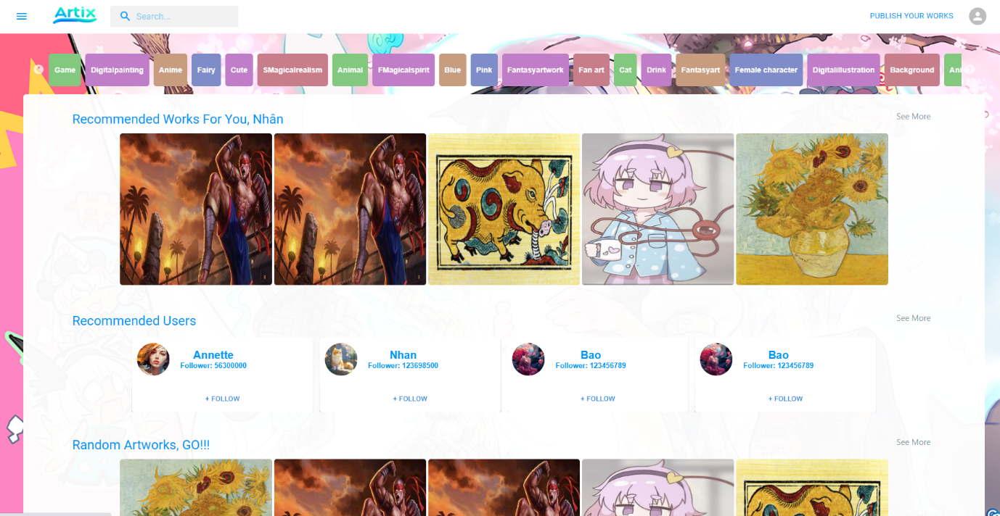 Artix
Search...
PUBLISH YOUR WORKS
Game Digitalpainting Anime Fairy Cute SMagicalrealism Animal FMagicalspirit Blue Pink Fantasyartwork Fan art Cat Drink Fantasyart Female character Digitalillustration Background Ani
Recommended Works For You, Nhân
See More
Recommended Users
See More
Annette
Follower: 56300000
+ FOLLOW
Nhan
Follower: 123698500
+ FOLLOW
Bao
Follower: 123456789
+ FOLLOW
Bao
Follower: 123456789
+ FOLLOW
Random Artworks, GO!!!
See More